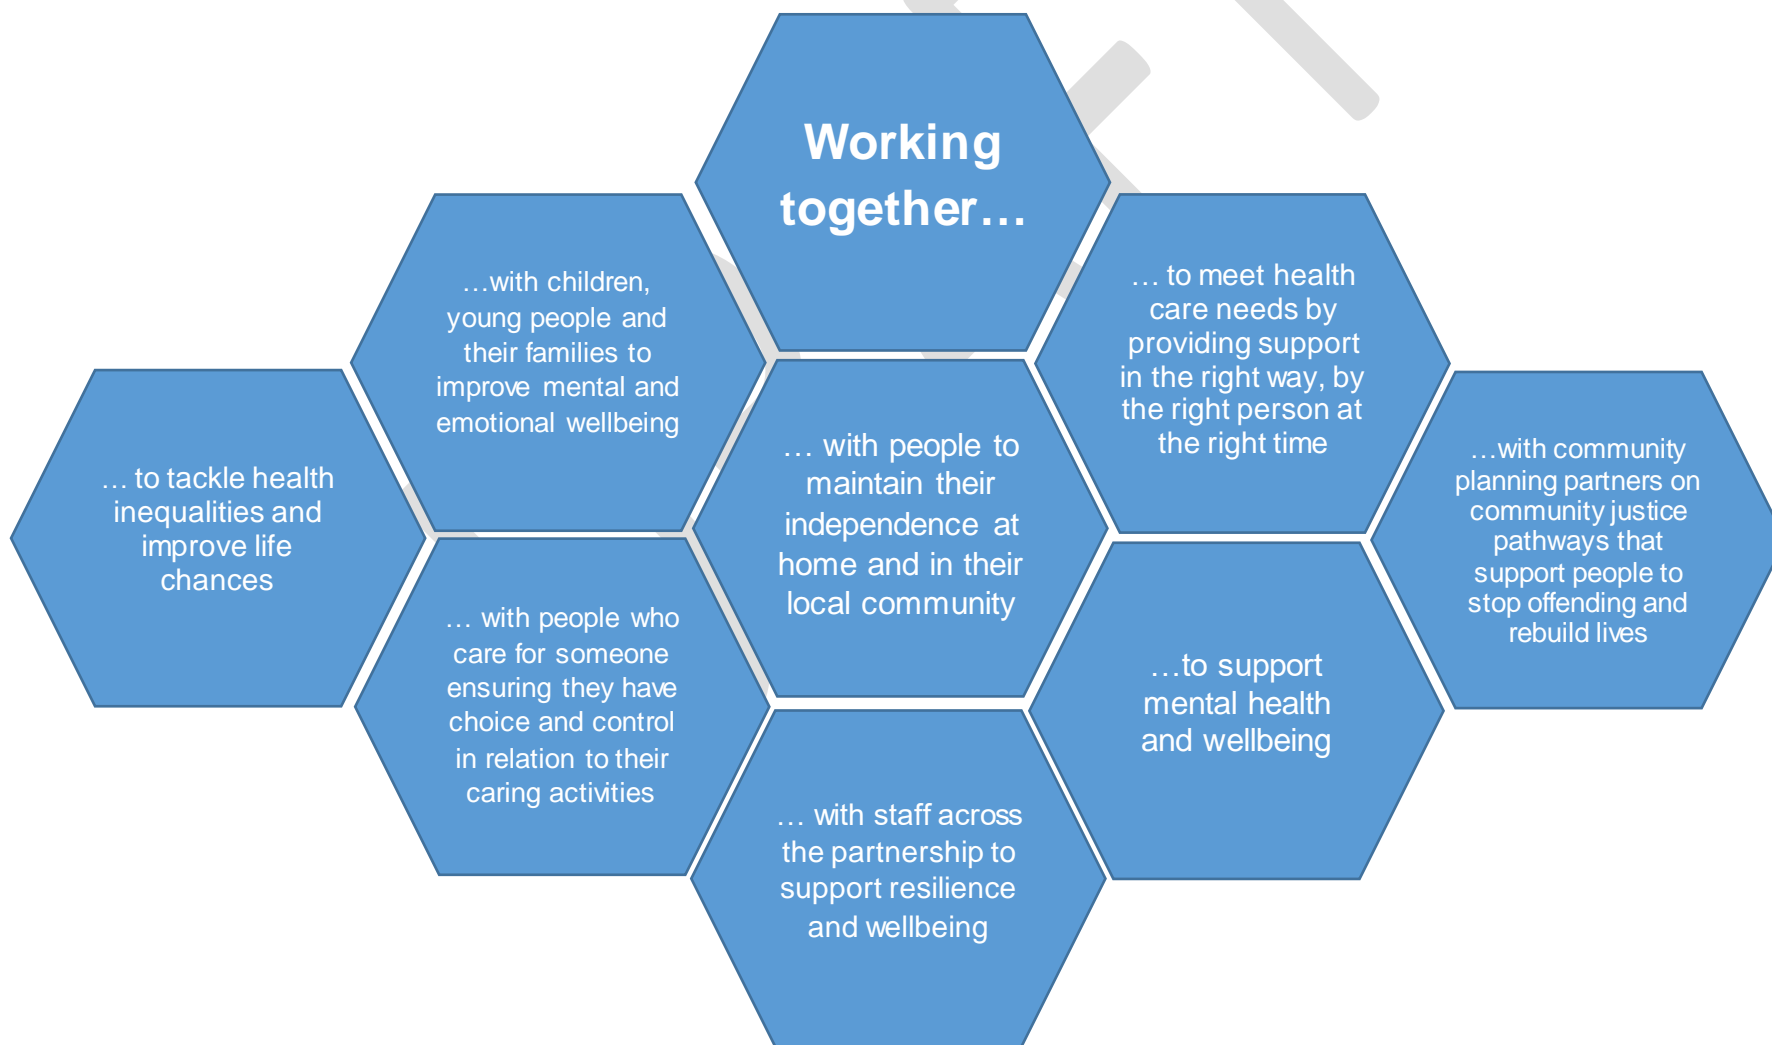 Working
together…
…with children,
young people and
their families to
improve mental and
emotional wellbeing
… to meet health
care needs by
providing support
in the right way, by
the right person at
the right time
… to tackle health
inequalities and
improve life
chances
… with people to
maintain their
independence at
home and in their
local community
…with community
planning partners on
community justice
pathways that
support people to
stop offending and
rebuild lives
… with people who
care for someone
ensuring they have
choice and control
in relation to their
caring activities
…to support
mental health
and wellbeing
… with staff across
the partnership to
support resilience
and wellbeing